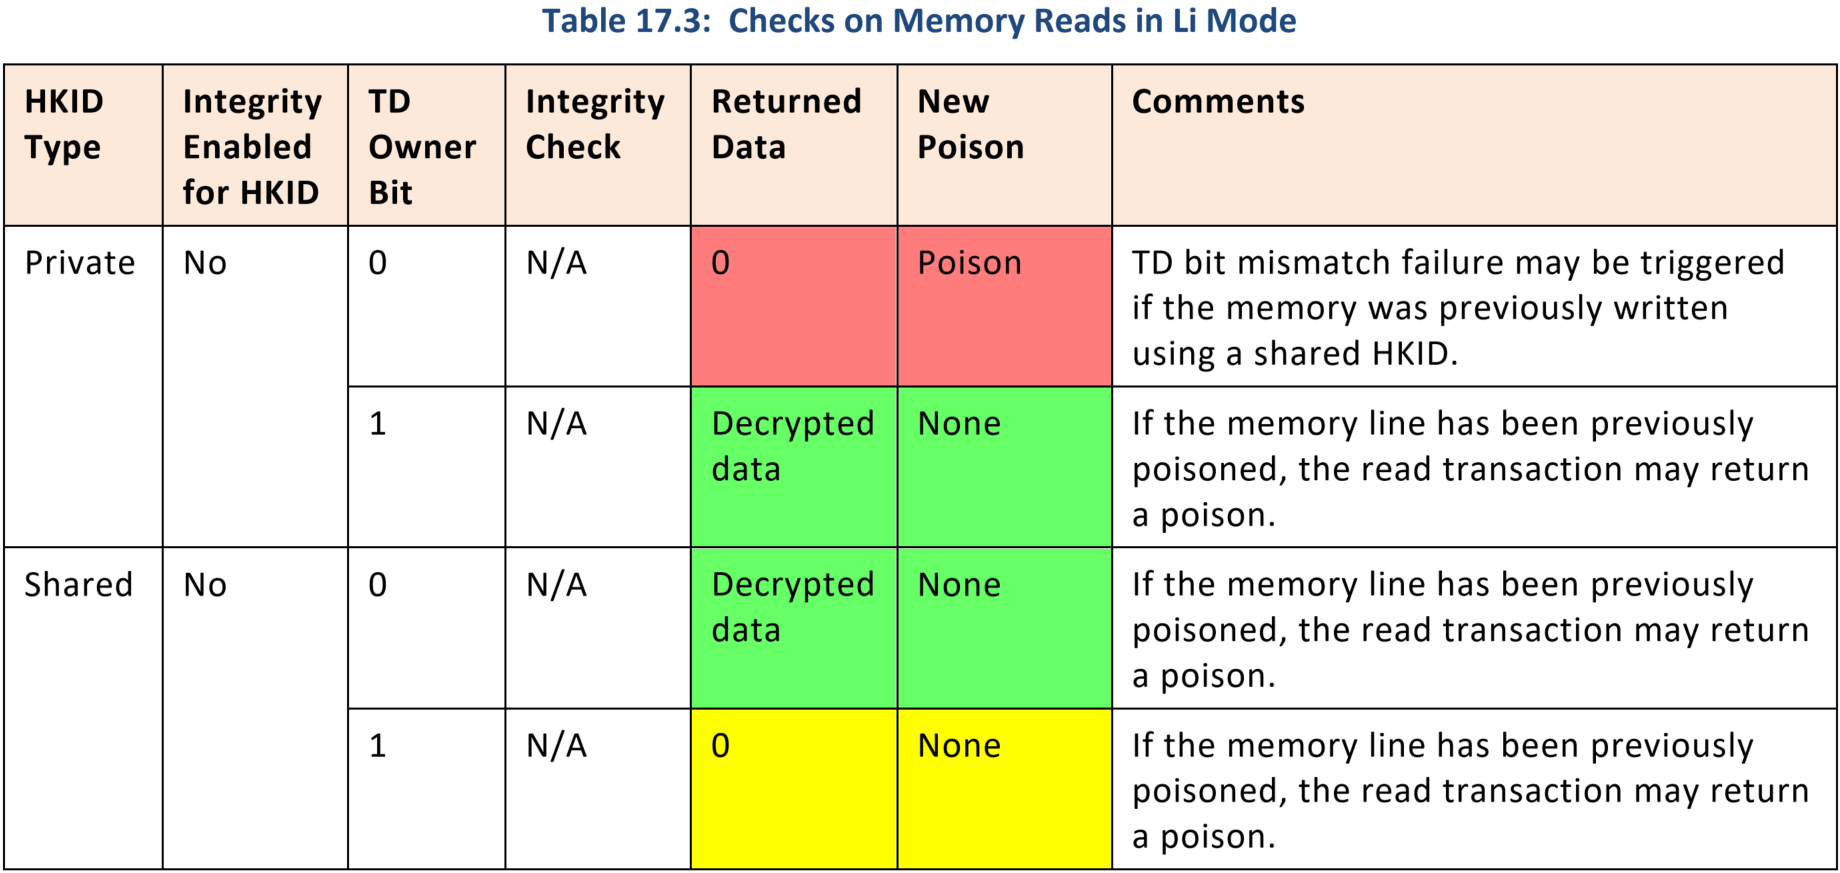 Table 17.3: Checks on Memory Reads in Li Mode
HKID Type
Integrity Enabled for HKID
TD Owner Bit
Integrity Check
Returned Data
New Poison
Comments
Private
No
0
N/A
0
Poison
TD bit mismatch failure may be triggered
if the memory was previously written
using a shared HKID.
1
N/A
Decrypted
data
None
If the memory line has been previously
poisoned, the read transaction may return
a poison.
Shared
No
0
N/A
Decrypted
data
None
If the memory line has been previously
poisoned, the read transaction may return
a poison.
1
N/A
0
None
If the memory line has been previously
poisoned, the read transaction may return
a poison.